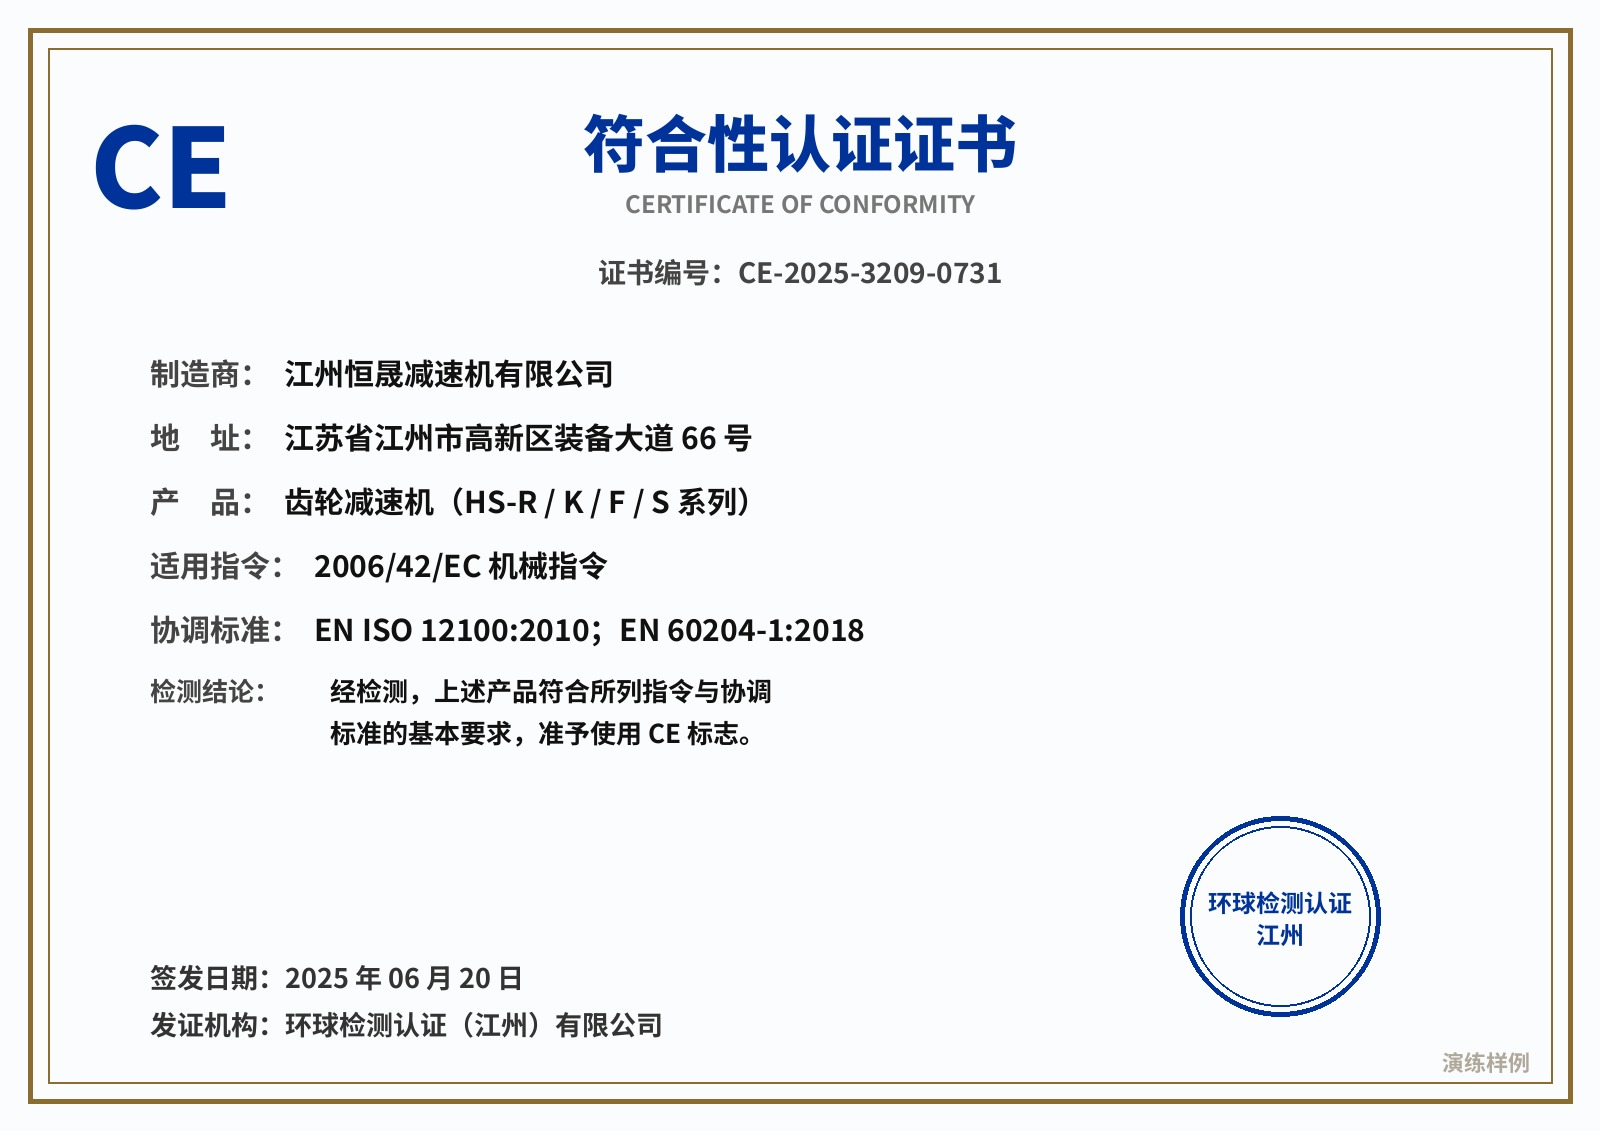 CE
符合性认证证书
CERTIFICATE OF CONFORMITY
证书编号：CE-2025-3209-0731
制造商： 江州恒晟减速机有限公司
地　址： 江苏省江州市高新区装备大道 66 号
产　品： 齿轮减速机（HS-R / K / F / S 系列）
适用指令： 2006/42/EC 机械指令
协调标准： EN ISO 12100:2010；EN 60204-1:2018
检测结论： 经检测，上述产品符合所列指令与协调
标准的基本要求，准予使用 CE 标志。
环球检测认证
江州
签发日期：2025 年 06 月 20 日
发证机构：环球检测认证（江州）有限公司
演练样例